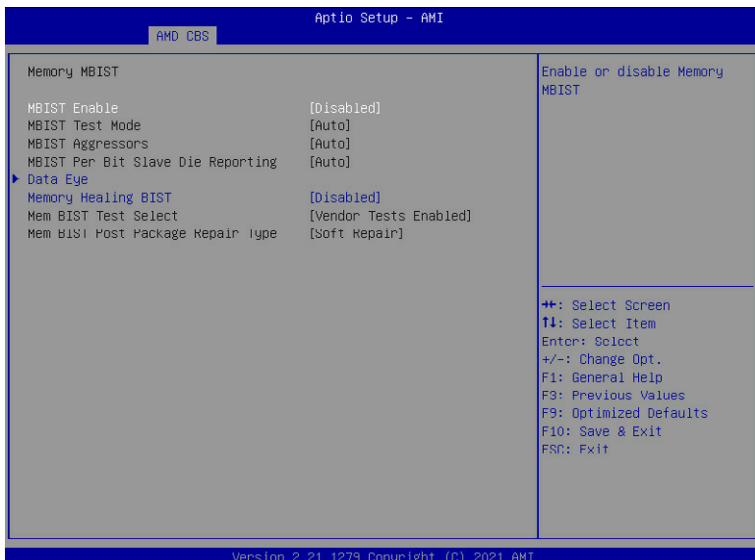 Aptio Setup – AMI
AMD CBS
Memory MBIST
MBIST Enable [Disabled]
MBIST Test Mode [Auto]
MBIST Aggressors [Auto]
MBIST Per Bit Slave Die Reporting [Auto]
Data Eye
Memory Healing BIST [Disabled]
Mem BIST Test Select [Vendor Tests Enabled]
Mem BIST Post Package Repair Type [Soft Repair]
Enable or disable Memory
MBIST
→←: Select Screen
↑↓: Select Item
Enter: Select
+/-: Change Opt.
F1: General Help
F3: Previous Values
F9: Optimized Defaults
F10: Save & Exit
ESC: Exit
Version 2.21.1279 Copyright (C) 2021 AMI